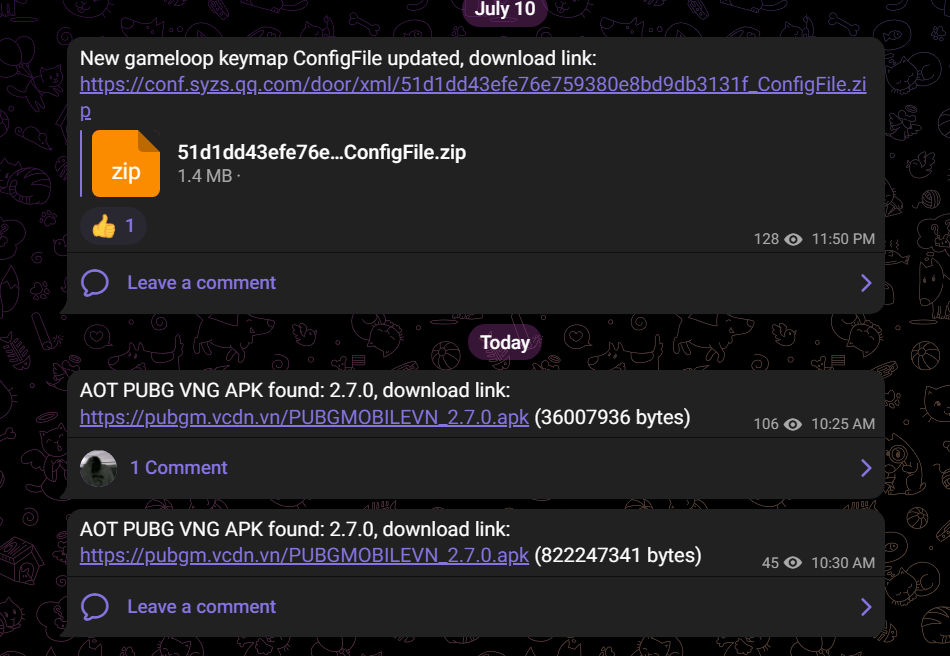 July 10
New gameloop keymap ConfigFile updated, download link:
https://conf.syzs.qq.com/door/xml/51d1dd43efe76e759380e8bd9db3131f_ConfigFile.zi
p
zip
51d1dd43efe76e...ConfigFile.zip
1.4 MB ·
👍 1
128 11:50 PM
Leave a comment
Today
AOT PUBG VNG APK found: 2.7.0, download link:
https://pubgm.vcdn.vn/PUBGMOBILEVN_2.7.0.apk (36007936 bytes)
106 10:25 AM
1 Comment
AOT PUBG VNG APK found: 2.7.0, download link:
https://pubgm.vcdn.vn/PUBGMOBILEVN_2.7.0.apk (822247341 bytes)
45 10:30 AM
Leave a comment